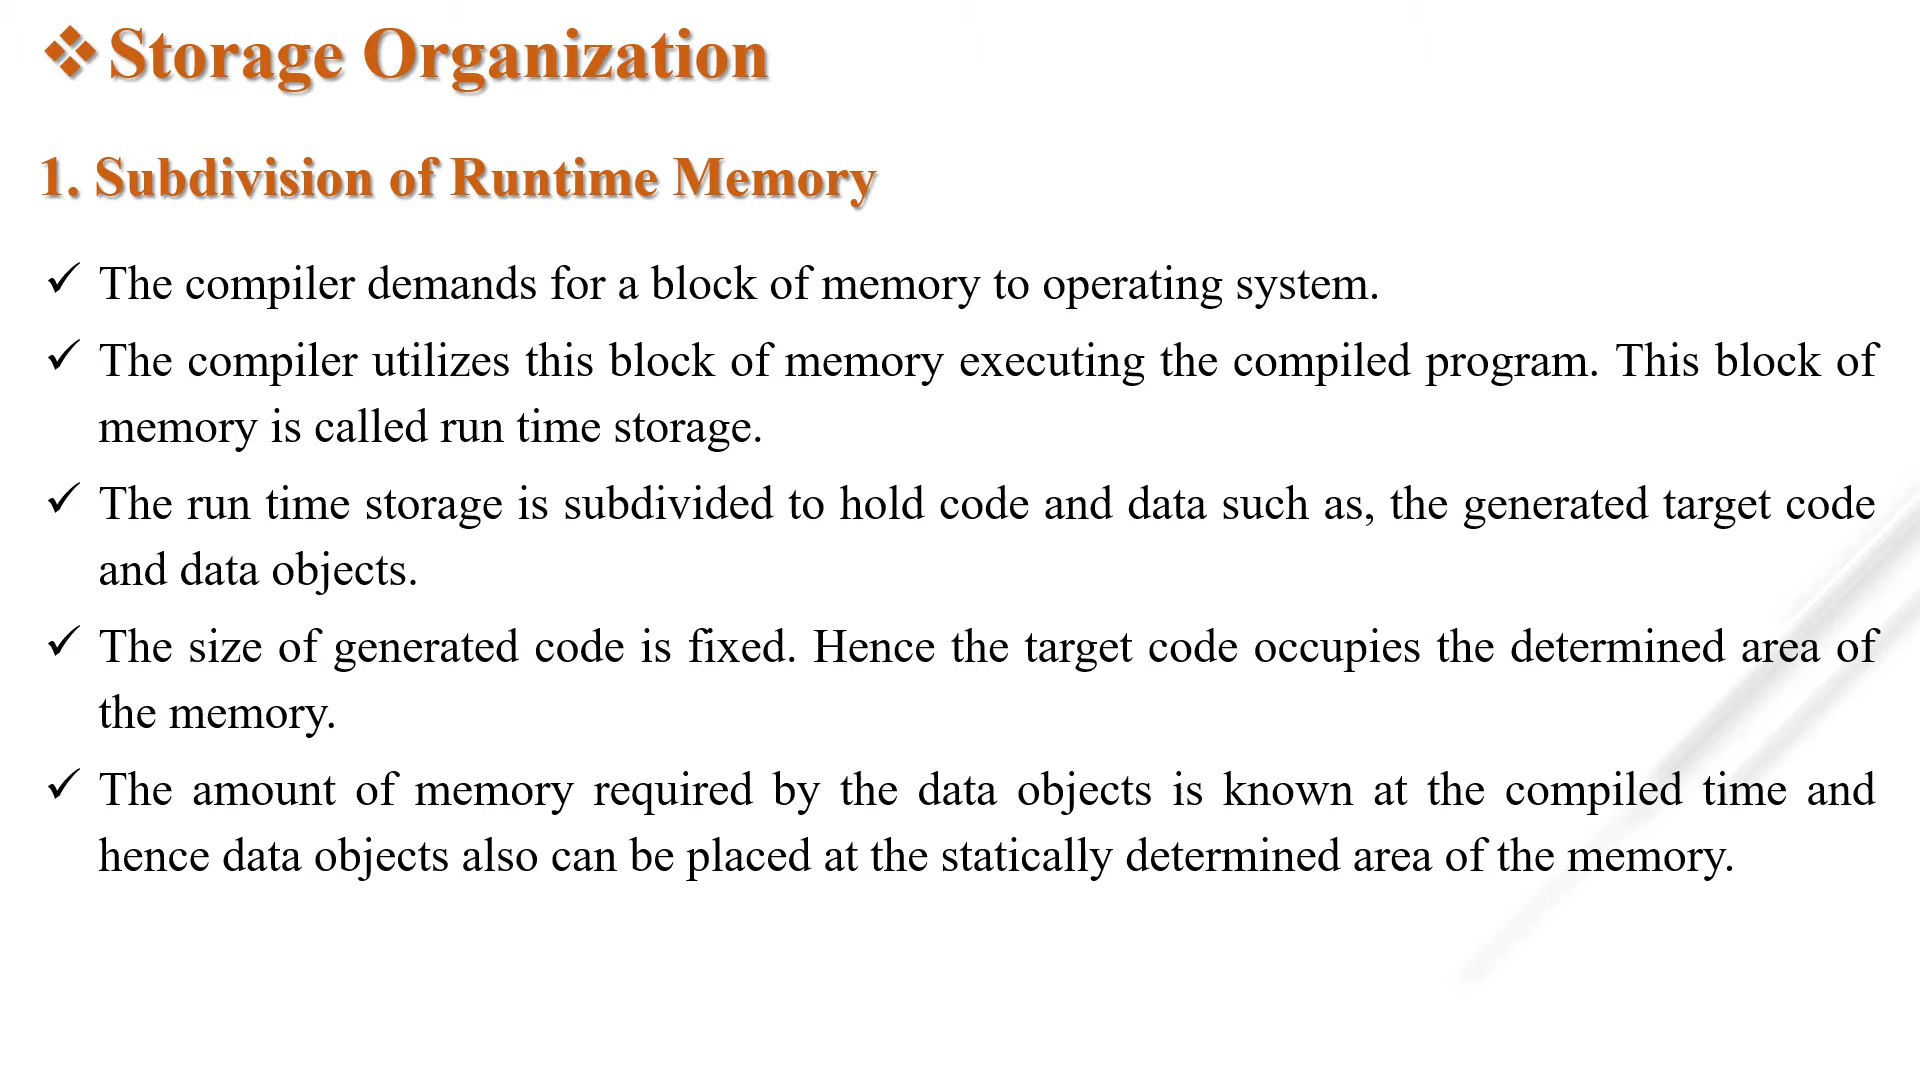 ❖Storage Organization
1. Subdivision of Runtime Memory
✓ The compiler demands for a block of memory to operating system.
✓ The compiler utilizes this block of memory executing the compiled program. This block of
memory is called run time storage.
✓ The run time storage is subdivided to hold code and data such as, the generated target code
and data objects.
✓ The size of generated code is fixed. Hence the target code occupies the determined area of
the memory.
✓ The amount of memory required by the data objects is known at the compiled time and
hence data objects also can be placed at the statically determined area of the memory.